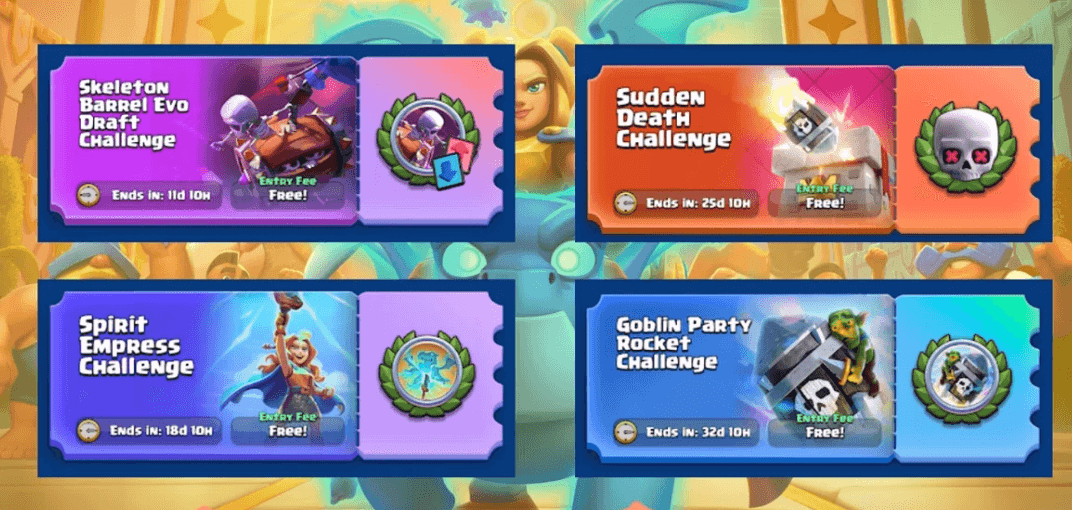 Skeleton
Barrel Evo
Draft
Challenge
Entry Fee
Ends in: 11d 10H
Free!
Sudden
Death
Challenge
Entry Fee
Ends in: 25d 10H
Free!
Spirit
Empress
Challenge
Entry Fee
Ends in: 18d 10H
Free!
Goblin Party
Rocket
Challenge
Entry Fee
Ends in: 32d 10H
Free!